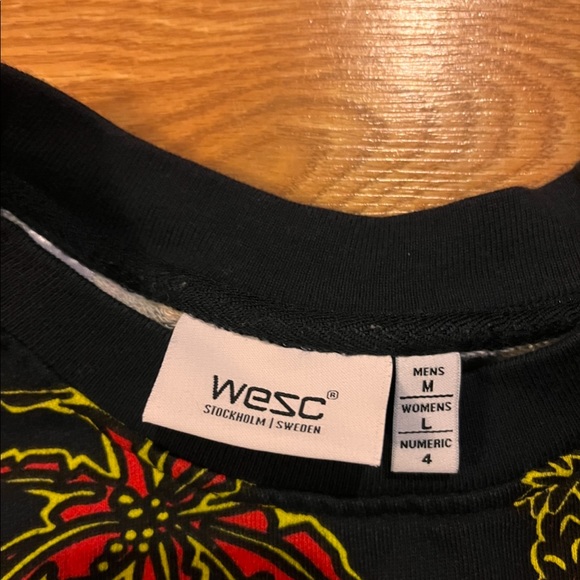 wesc®
STOCKHOLM | SWEDEN
MENS
M
WOMENS
L
NUMERIC
4